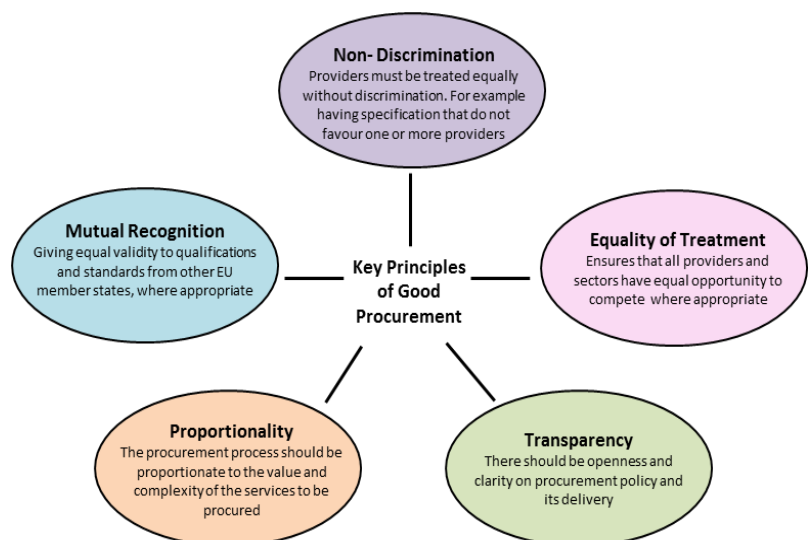 Non- Discrimination
Providers must be treated equally
without discrimination. For example
having specification that do not
favour one or more providers
Mutual Recognition
Giving equal validity to qualifications
and standards from other EU
member states, where appropriate
Key Principles
of Good
Procurement
Equality of Treatment
Ensures that all providers and
sectors have equal opportunity to
compete where appropriate
Proportionality
The procurement process should be
proportionate to the value and
complexity of the services to be
procured
Transparency
There should be openness and
clarity on procurement policy and
its delivery